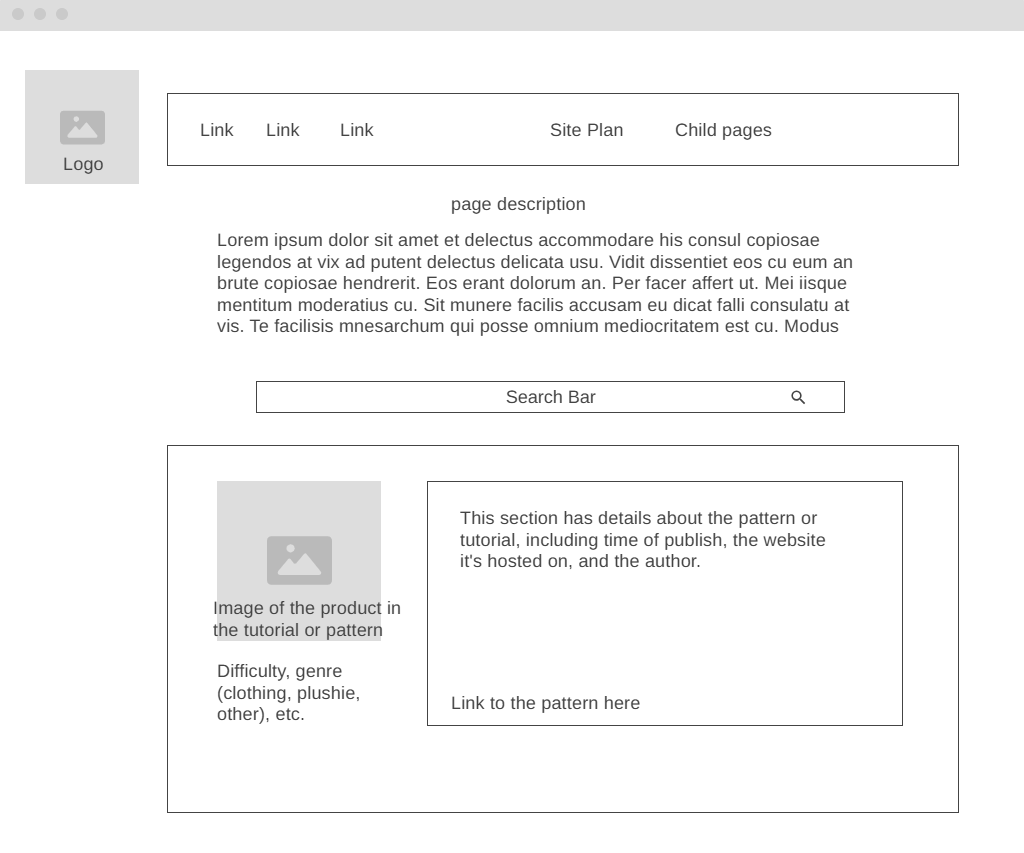 Logo
Link Link Link Site Plan Child pages
page description
Lorem ipsum dolor sit amet et delectus accommodare his consul copiosae
legendos at vix ad putent delectus delicata usu. Vidit dissentiet eos cu eum an
brute copiosae hendrerit. Eos erant dolorum an. Per facer affert ut. Mei iisque
mentitum moderatius cu. Sit munere facilis accusam eu dicat falli consulatu at
vis. Te facilisis mnesarchum qui posse omnium mediocritatem est cu. Modus
Search Bar
Image of the product in
the tutorial or pattern
Difficulty, genre
(clothing, plushie,
other), etc.
This section has details about the pattern or
tutorial, including time of publish, the website
it's hosted on, and the author.
Link to the pattern here